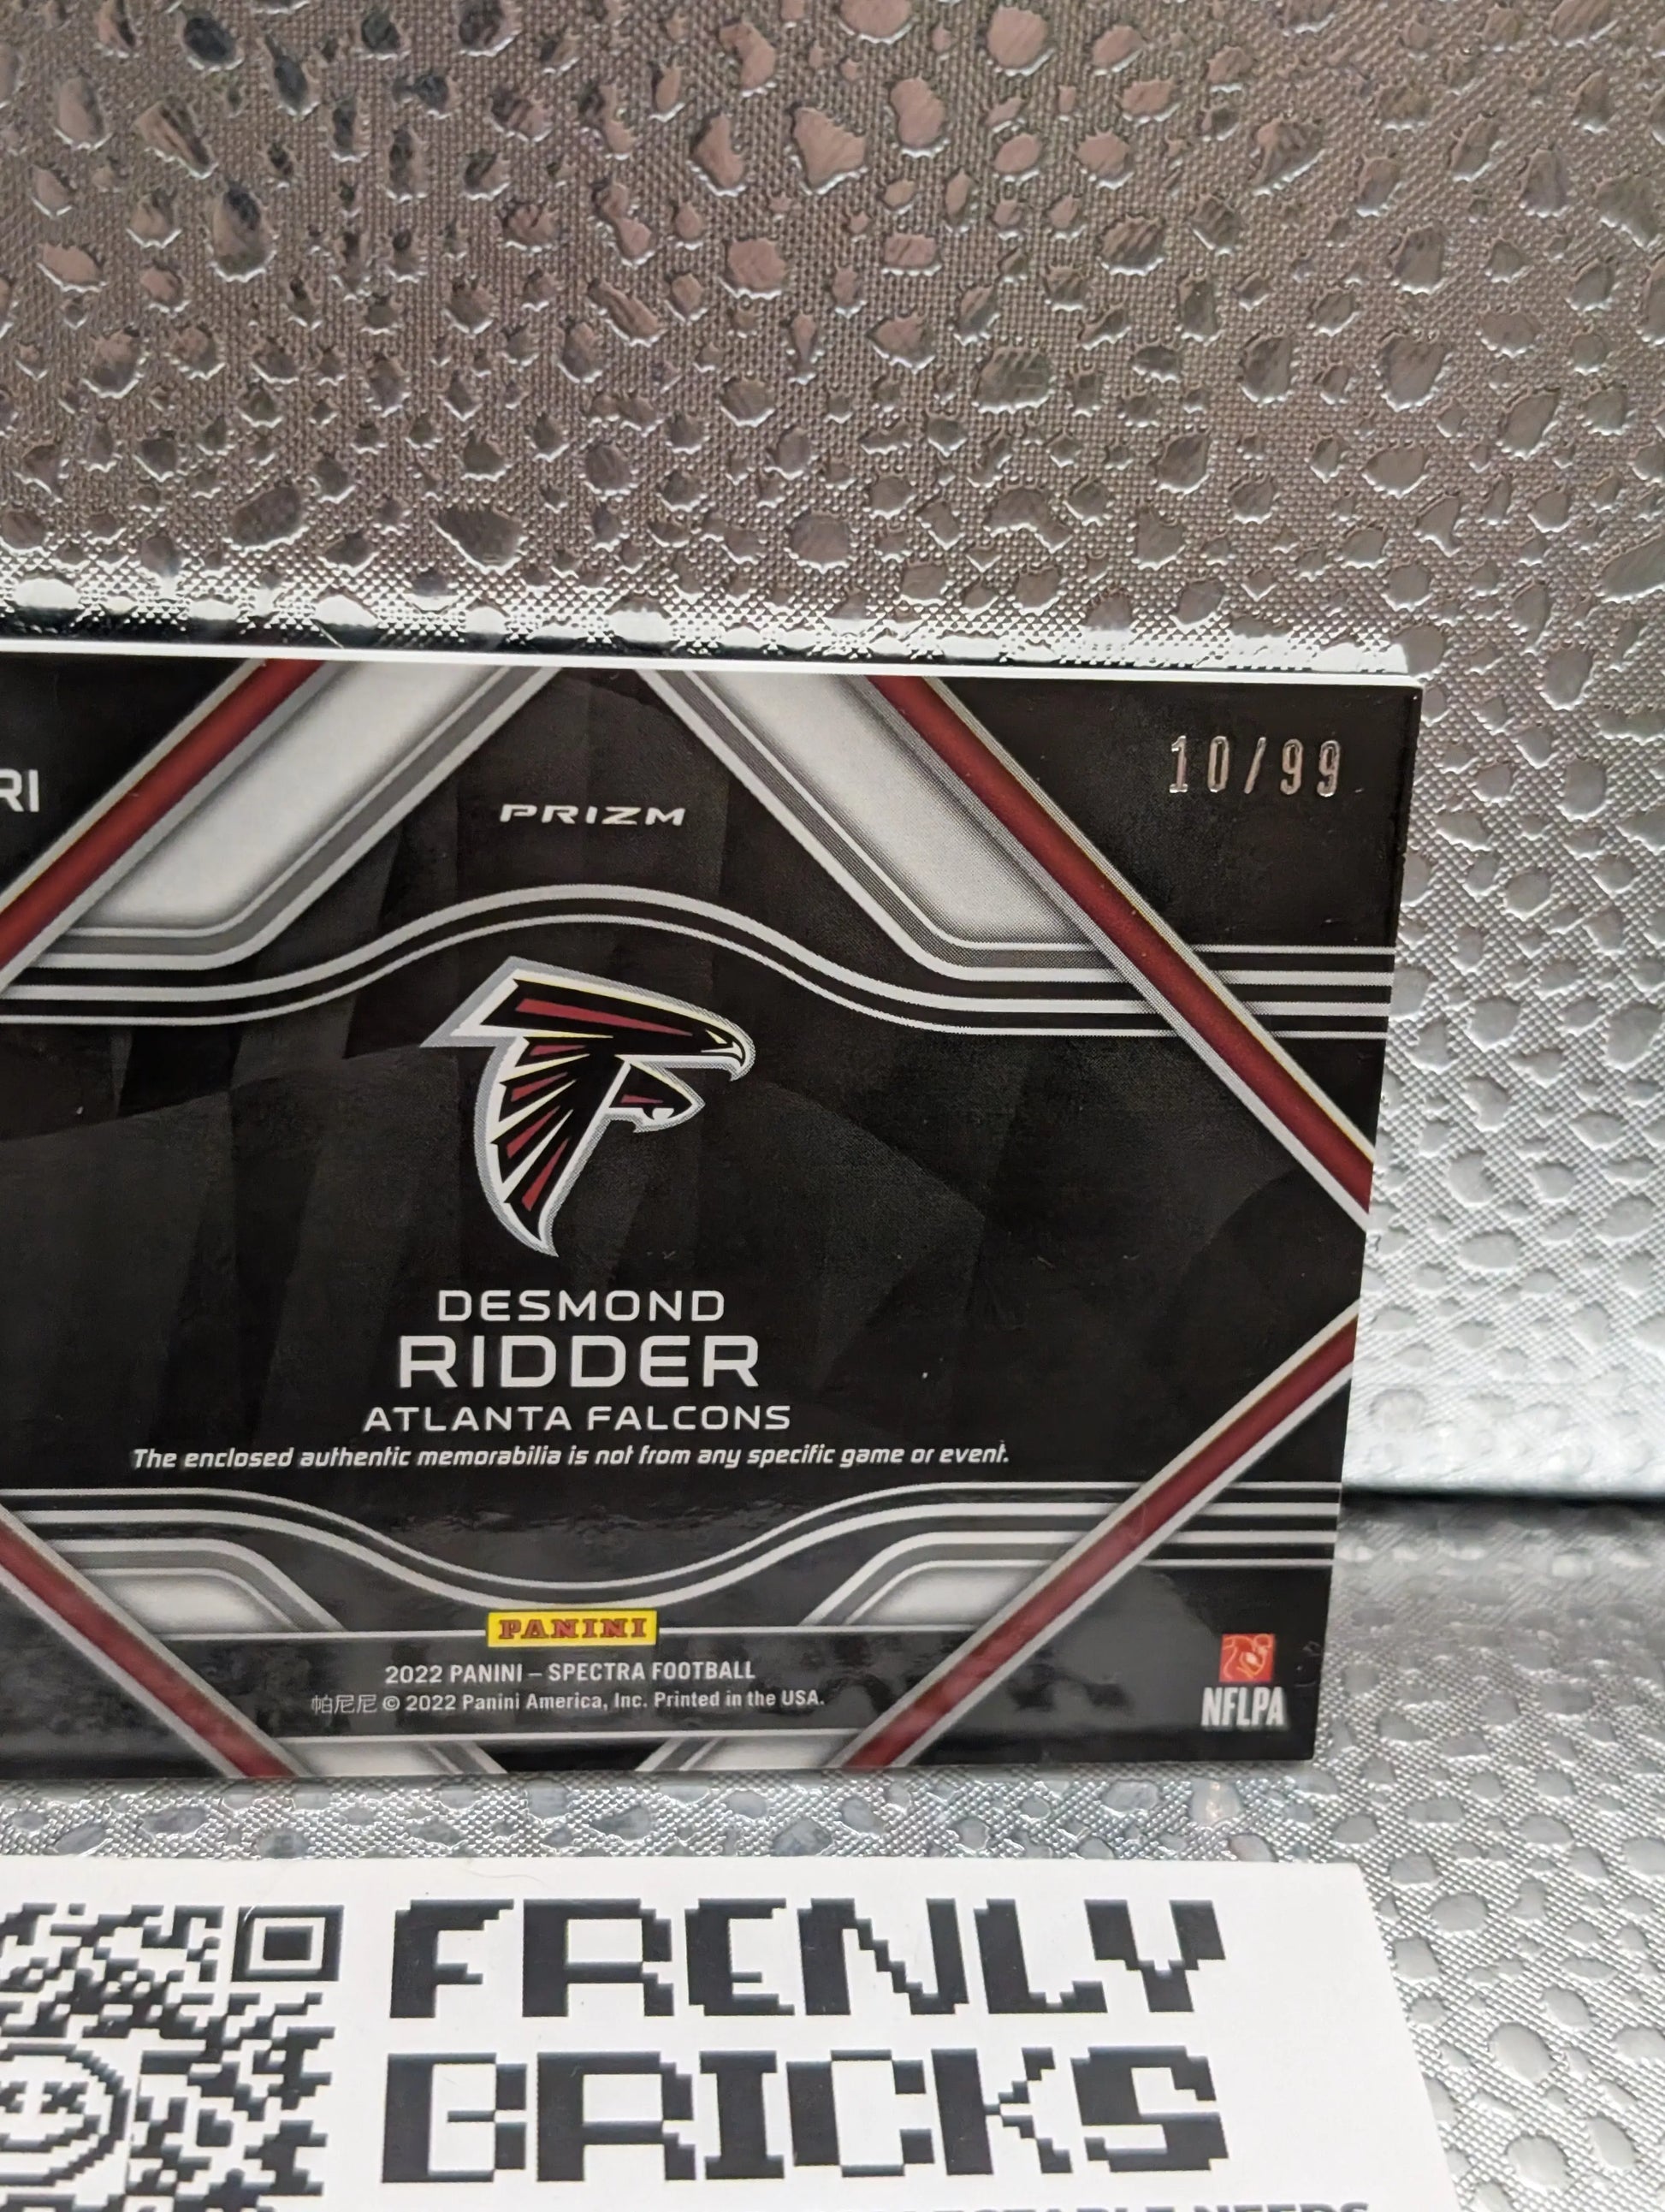 RI
10/99
PRIZM
DESMOND
RIDDER
ATLANTA FALCONS
The enclosed authentic memorabilia is not from any specific game or event.
PANINI
2022 PANINI – SPECTRA FOOTBALL
帕尼尼 © 2022 Panini America, Inc. Printed in the USA.
NFLPA
FRENLY
BRICKS
NEEDS